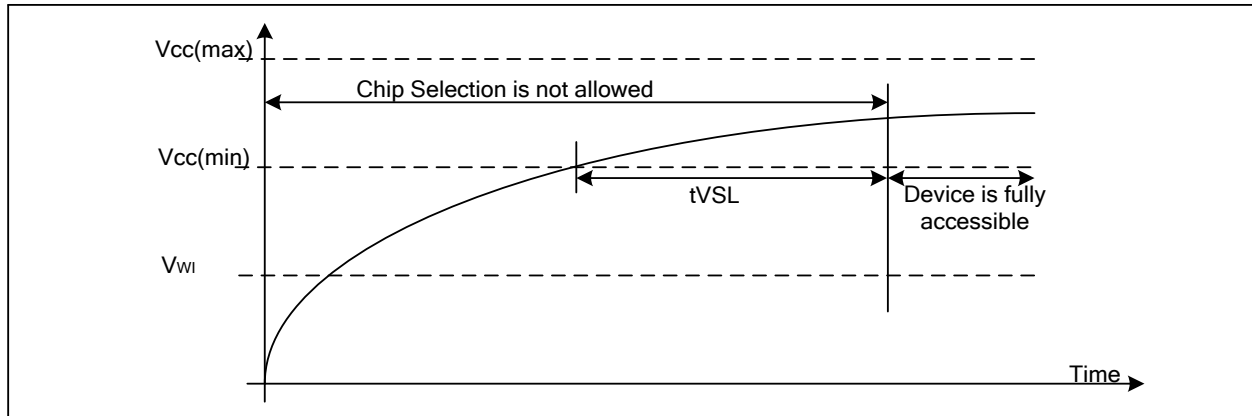 Vcc(max)
Chip Selection is not allowed
Vcc(min)
tVSL
Device is fully
accessible
VWI
Time